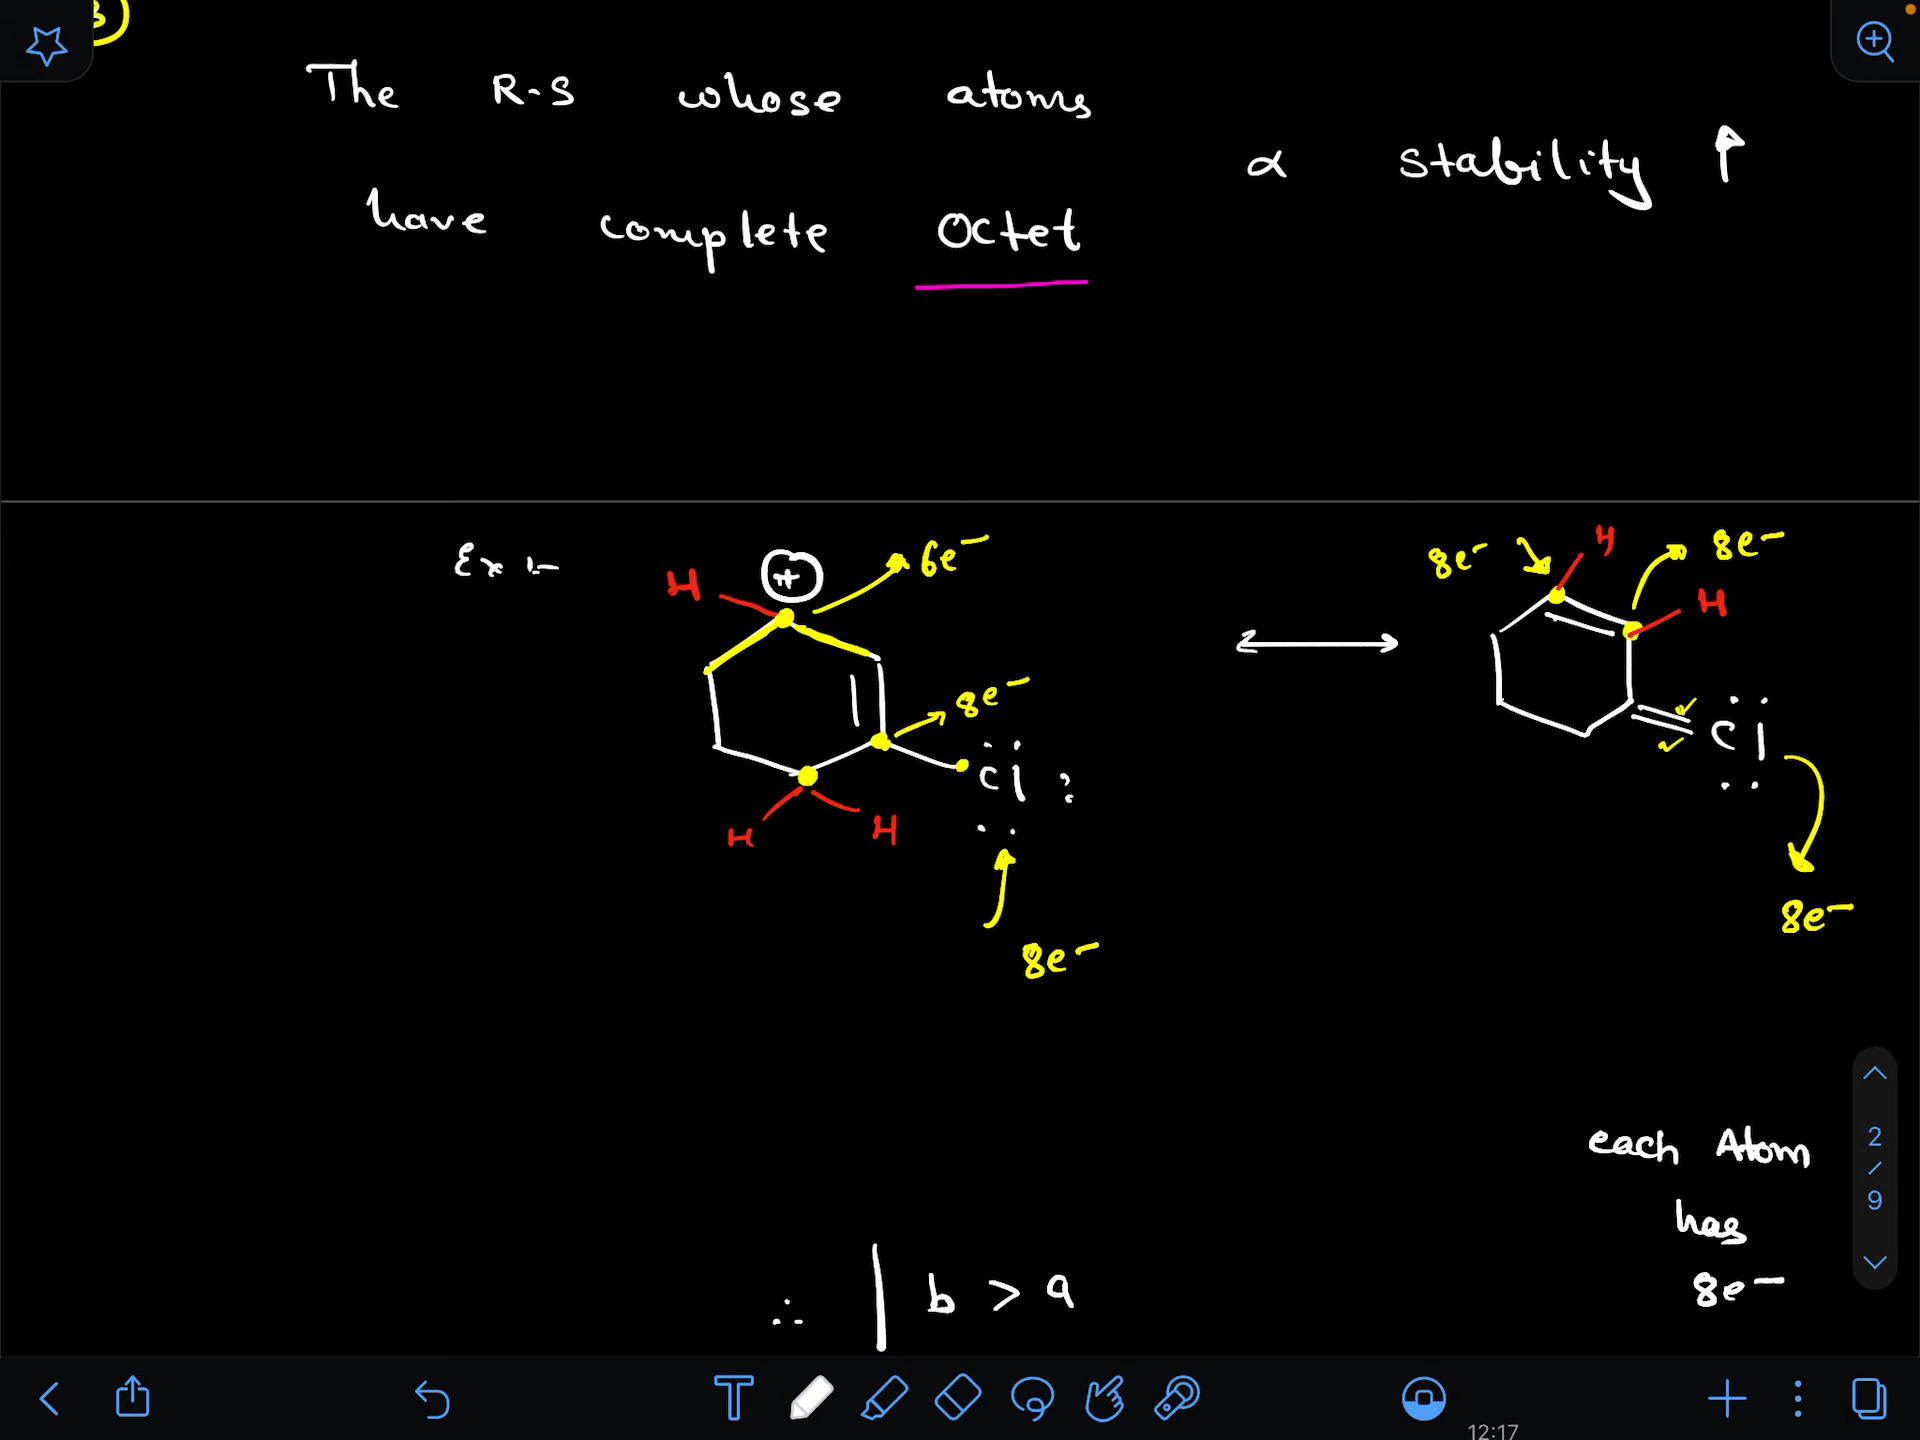 3
The R-S whose atoms
∝ stability ↑
have complete Octet
Ex :-
H
+
6e⁻
8e⁻
H
8e⁻
H
8e⁻
Cl
H
H
8e⁻
Cl
8e⁻
each Atom
has
8e⁻
∴ | b > a
2
/
9
T
12:17